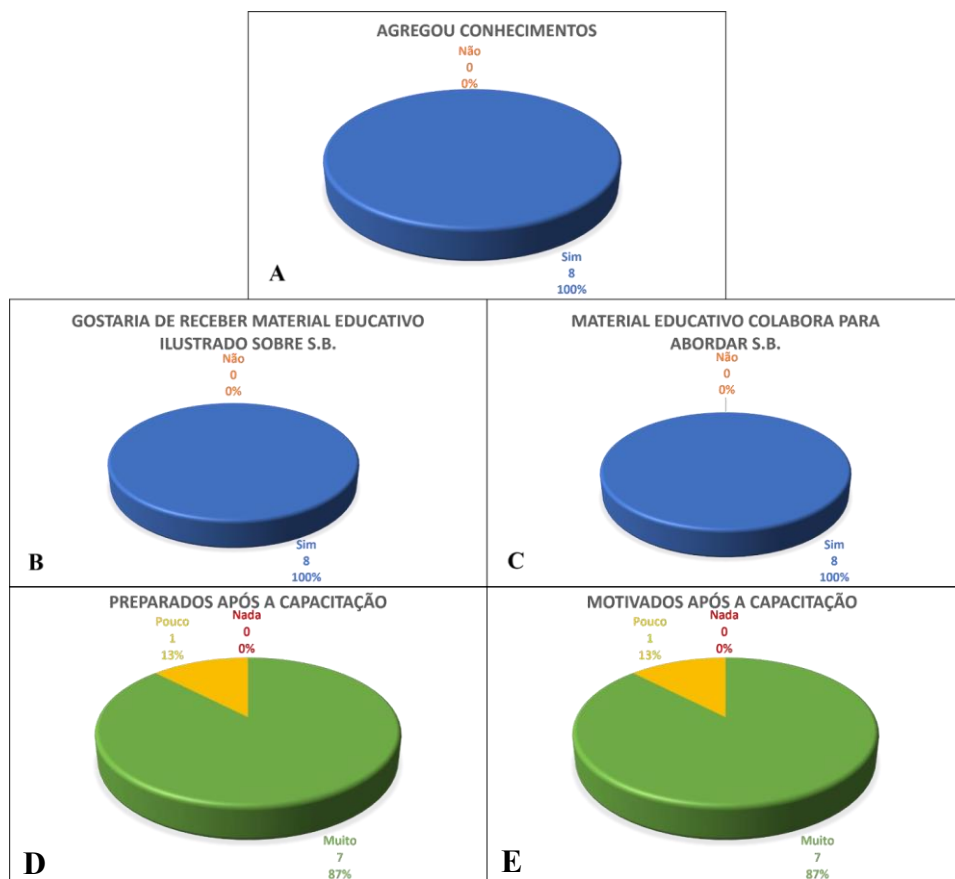 AGREGOU CONHECIMENTOS
Não
0
0%
Sim
8
100%
A
GOSTARIA DE RECEBER MATERIAL EDUCATIVO
ILUSTRADO SOBRE S.B.
Não
0
0%
Sim
8
100%
B
MATERIAL EDUCATIVO COLABORA PARA
ABORDAR S.B.
Não
0
0%
Sim
8
100%
C
PREPARADOS APÓS A CAPACITAÇÃO
Pouco
1
13%
Nada
0
0%
Muito
7
87%
D
MOTIVADOS APÓS A CAPACITAÇÃO
Pouco
1
13%
Nada
0
0%
Muito
7
87%
E